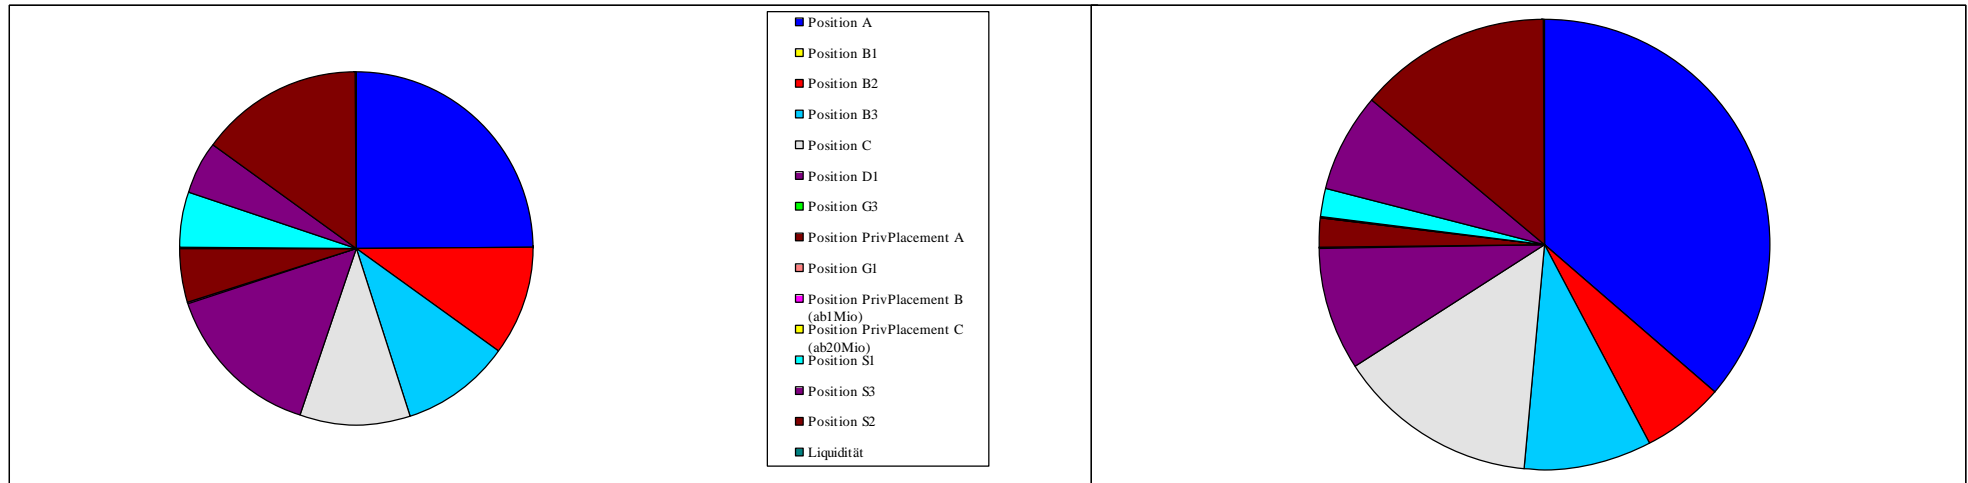 Position A
Position B1
Position B2
Position B3
Position C
Position D1
Position G3
Position PrivPlacement A
Position G1
Position PrivPlacement B
(ab1Mio)
Position PrivPlacement C
(ab20Mio)
Position S1
Position S3
Position S2
Liquidität